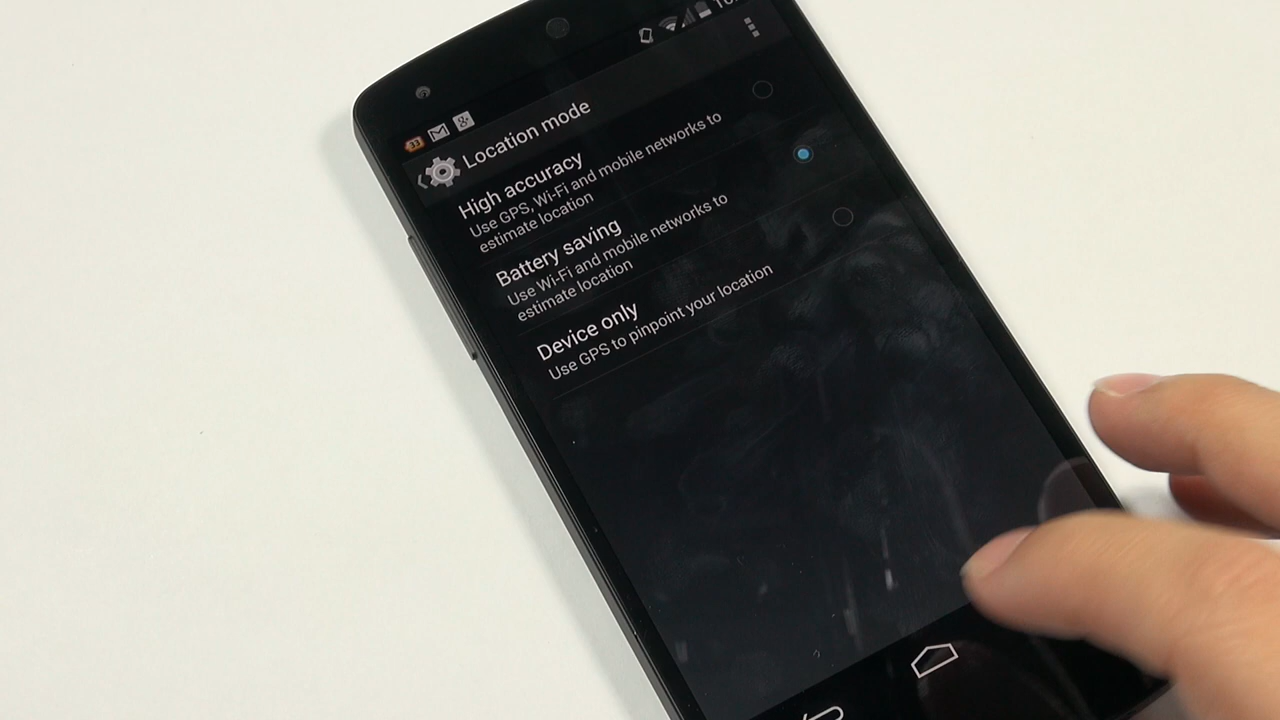 33
g+
Location mode
High accuracy
Use GPS, Wi-Fi and mobile networks to
estimate location
Battery saving
Use Wi-Fi and mobile networks to
estimate location
Device only
Use GPS to pinpoint your location